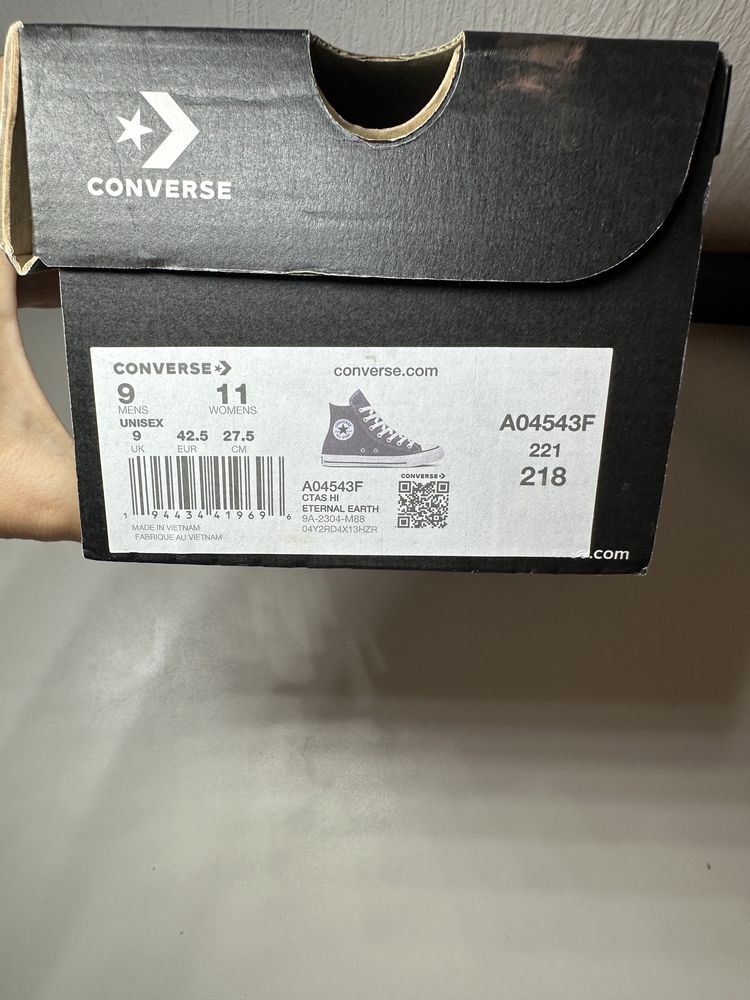 CONVERSE
CONVERSE
converse.com
9 11
MENS WOMENS
UNISEX
9 42.5 27.5
UK EUR CM
1 94434 41969 6
MADE IN VIETNAM
FABRIQUE AU VIETNAM
A04543F
CTAS HI
ETERNAL EARTH
9A-2304-M88
04Y2RD4X13HZR
CONVERSE
A04543F
221
218
.com